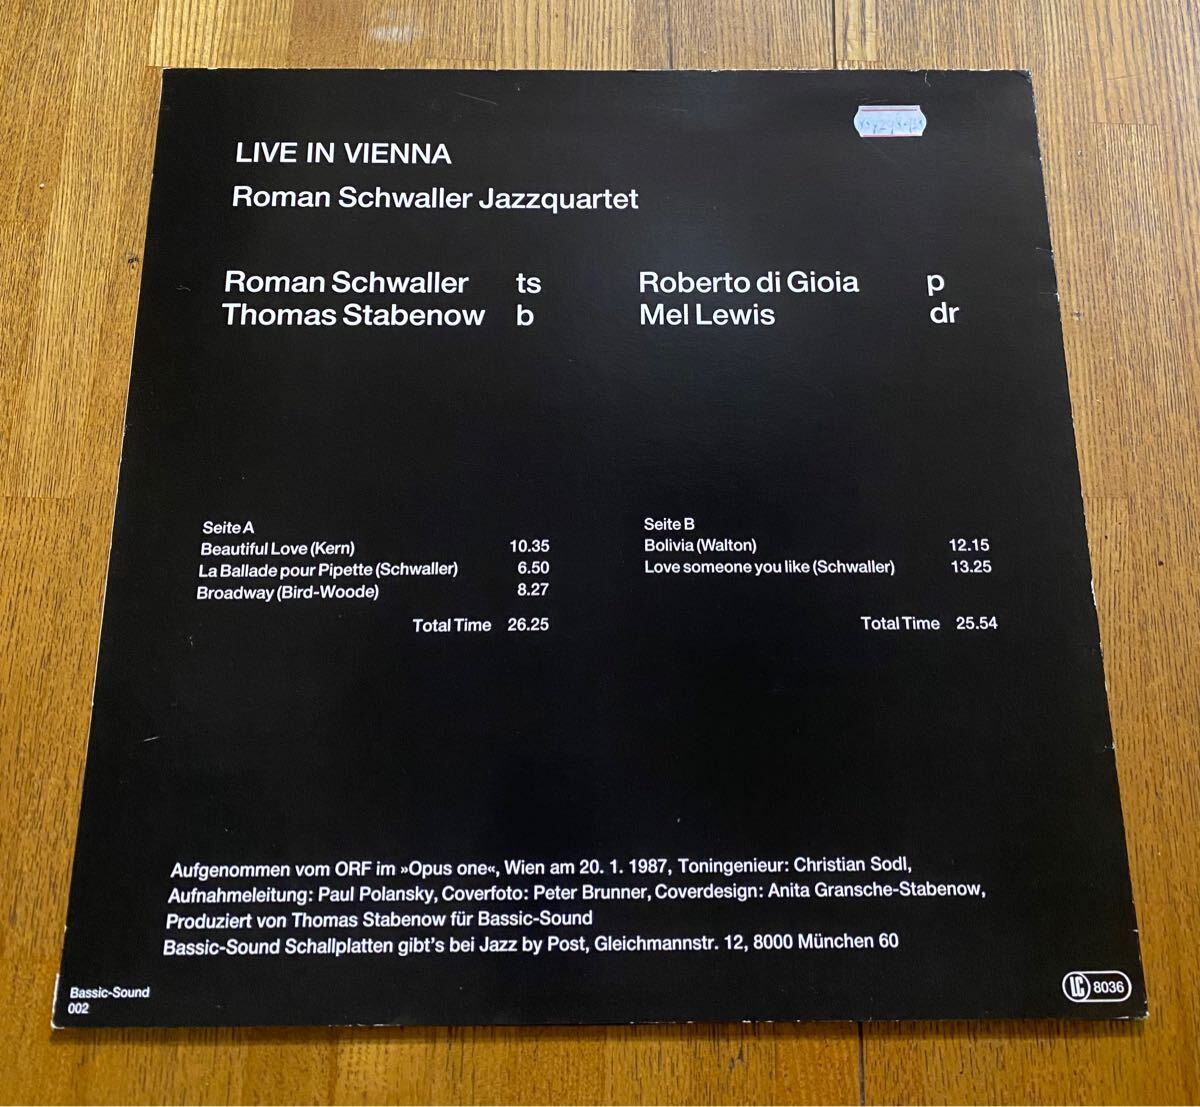 LIVE IN VIENNA
Roman Schwaller Jazzquartet
Roman Schwaller ts Roberto di Gioia p
Thomas Stabenow b Mel Lewis dr
Seite A
Beautiful Love (Kern) 10.35
La Ballade pour Pipette (Schwaller) 6.50
Broadway (Bird-Woode) 8.27
Total Time 26.25
Seite B
Bolivia (Walton) 12.15
Love someone you like (Schwaller) 13.25
Total Time 25.54
Aufgenommen vom ORF im »Opus one«, Wien am 20. 1. 1987, Toningenieur: Christian Sodl,
Aufnahmeleitung: Paul Polansky, Coverfoto: Peter Brunner, Coverdesign: Anita Gransche-Stabenow,
Produziert von Thomas Stabenow für Bassic-Sound
Bassic-Sound Schallplatten gibt's bei Jazz by Post, Gleichmannstr. 12, 8000 München 60
Bassic-Sound
002
LC 8036